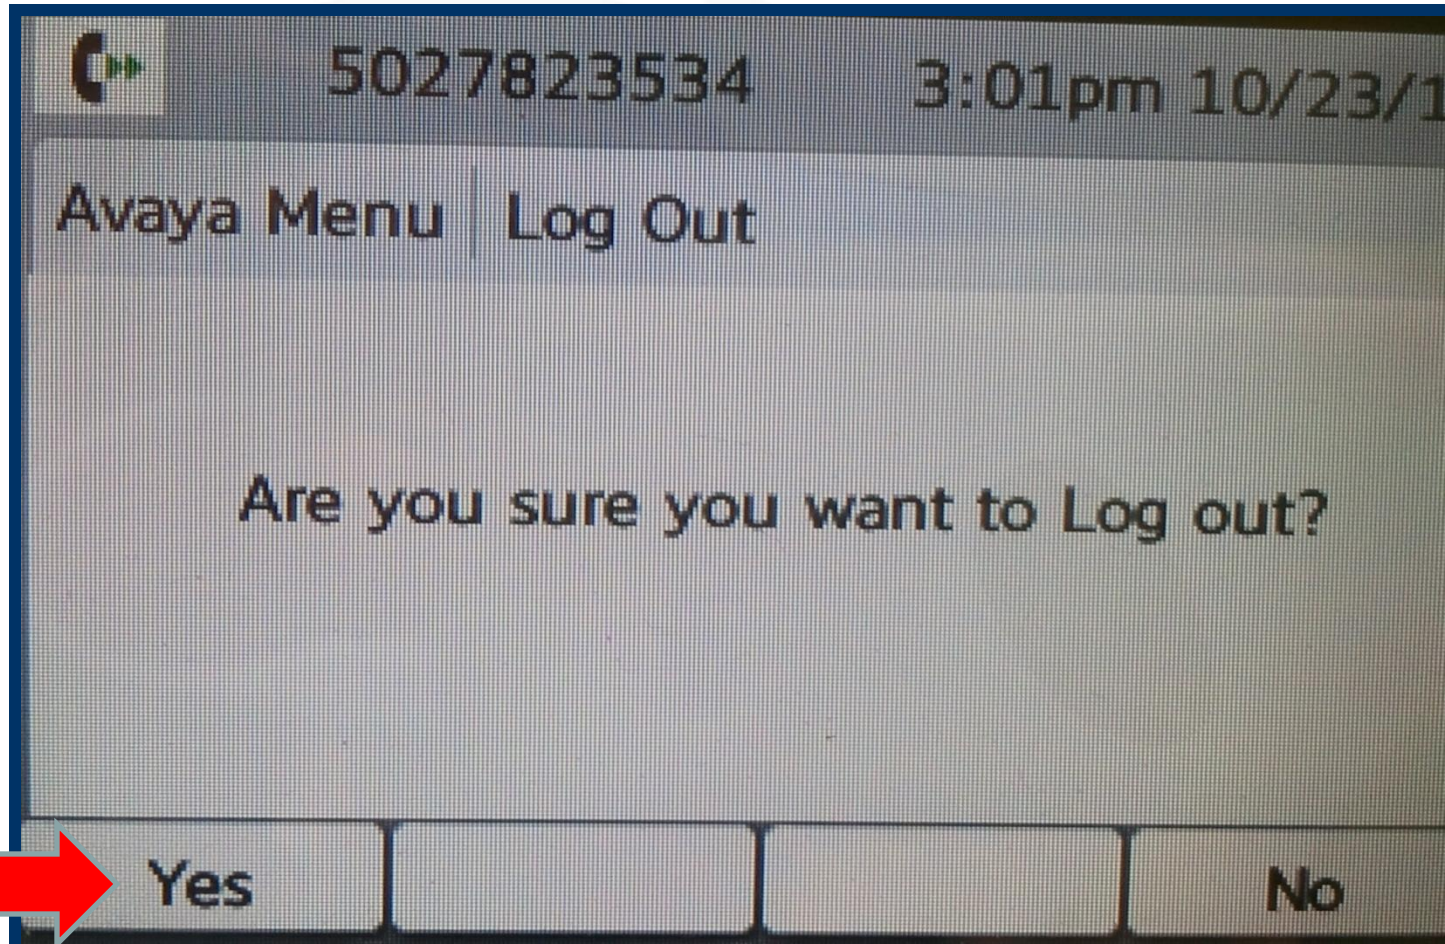 5027823534 3:01pm 10/23/1
Avaya Menu Log Out
Are you sure you want to Log out?
Yes No